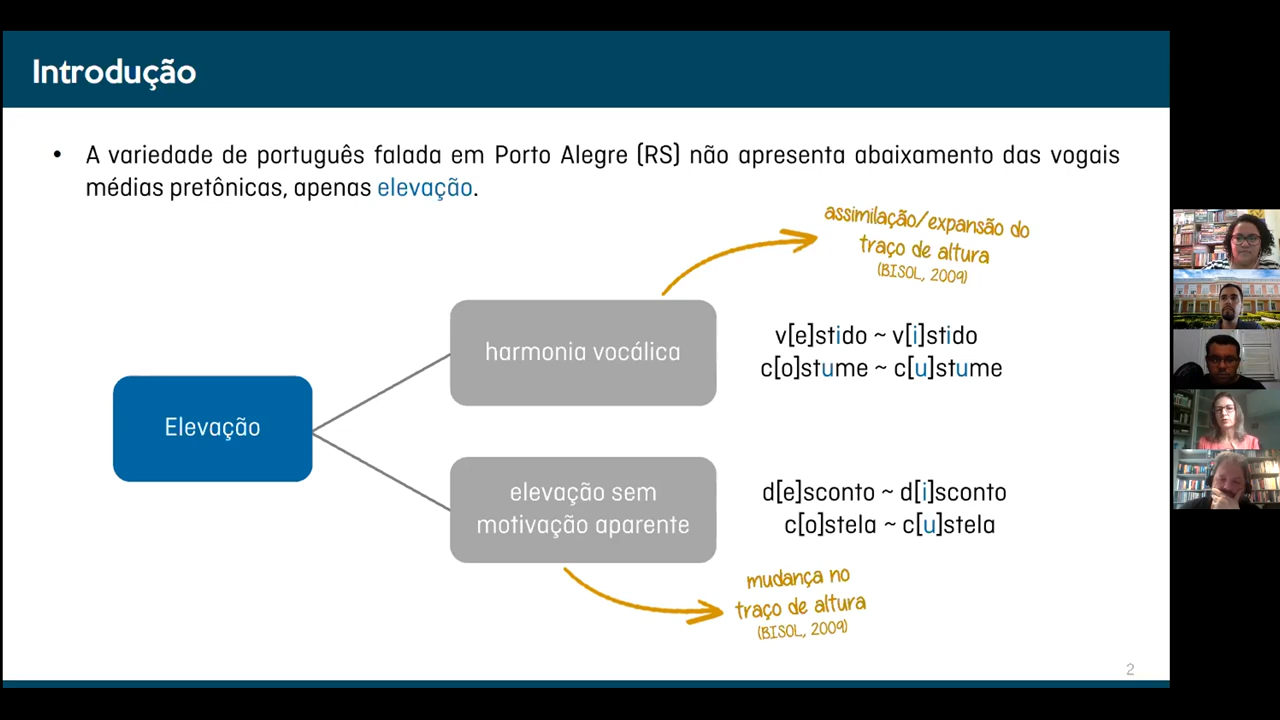 Introdução
• A variedade de português falada em Porto Alegre (RS) não apresenta abaixamento das vogais
médias pretônicas, apenas elevação.
assimilação/expansão do
traço de altura
(BISOL, 2009)
harmonia vocálica
v[e]stido ~ v[i]stido
c[o]stume ~ c[u]stume
Elevação
elevação sem
motivação aparente
d[e]sconto ~ d[i]sconto
c[o]stela ~ c[u]stela
mudança no
traço de altura
(BISOL, 2009)
2